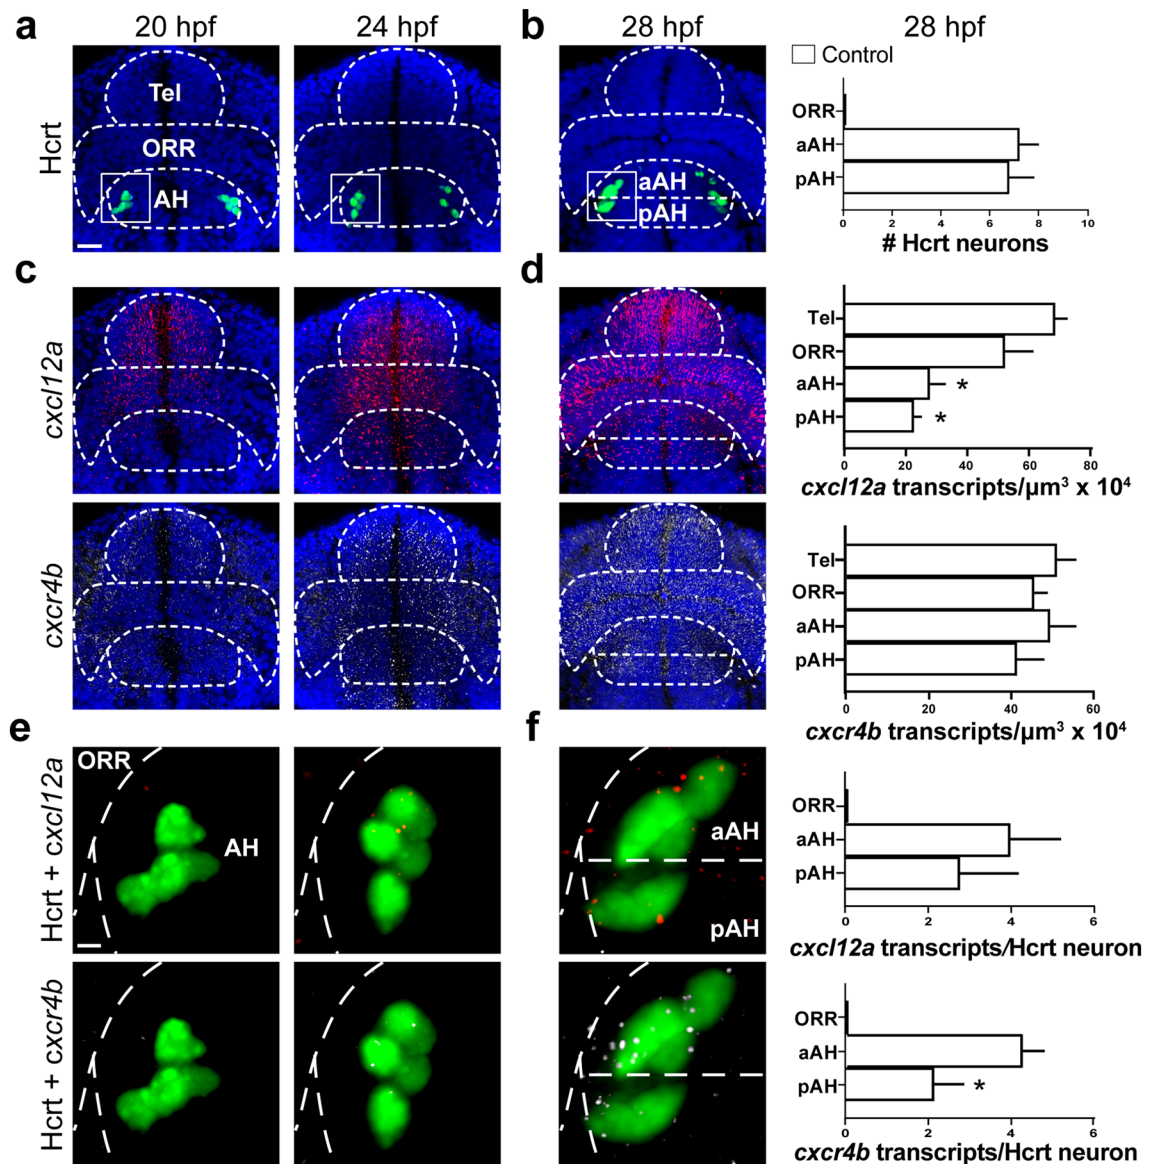 a
20 hpf
24 hpf
b
28 hpf
28 hpf
Control
Hcrt
Tel
ORR
AH
aAH
pAH
ORR
aAH
pAH
0 2 4 6 8 10
# Hcrt neurons
c
d
cxcl12a
Tel
ORR
aAH *
pAH *
0 20 40 60 80
cxcl12a transcripts/µm³ x 10⁴
cxcr4b
Tel
ORR
aAH
pAH
0 20 40 60
cxcr4b transcripts/µm³ x 10⁴
e
f
Hcrt + cxcl12a
ORR
AH
aAH
pAH
ORR
aAH
pAH
0 2 4 6
cxcl12a transcripts/Hcrt neuron
Hcrt + cxcr4b
ORR
aAH
pAH *
0 2 4 6
cxcr4b transcripts/Hcrt neuron